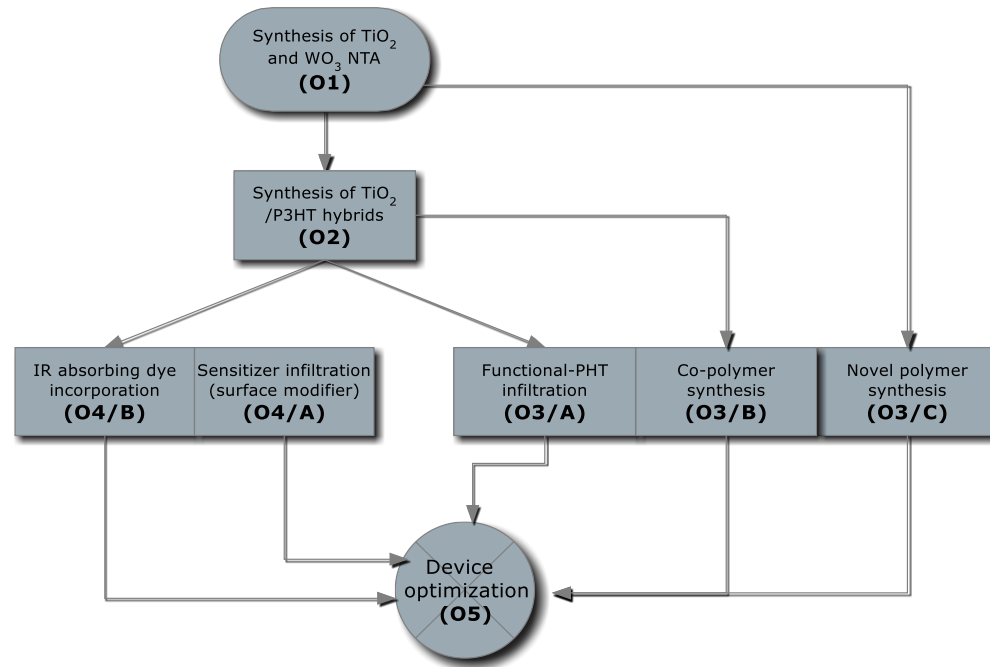 Synthesis of TiO2
and WO3 NTA
(O1)
Synthesis of TiO2
/P3HT hybrids
(O2)
IR absorbing dye
incorporation
(O4/B)
Sensitizer infiltration
(surface modifier)
(O4/A)
Functional-PHT
infiltration
(O3/A)
Co-polymer
synthesis
(O3/B)
Novel polymer
synthesis
(O3/C)
Device
optimization
(O5)